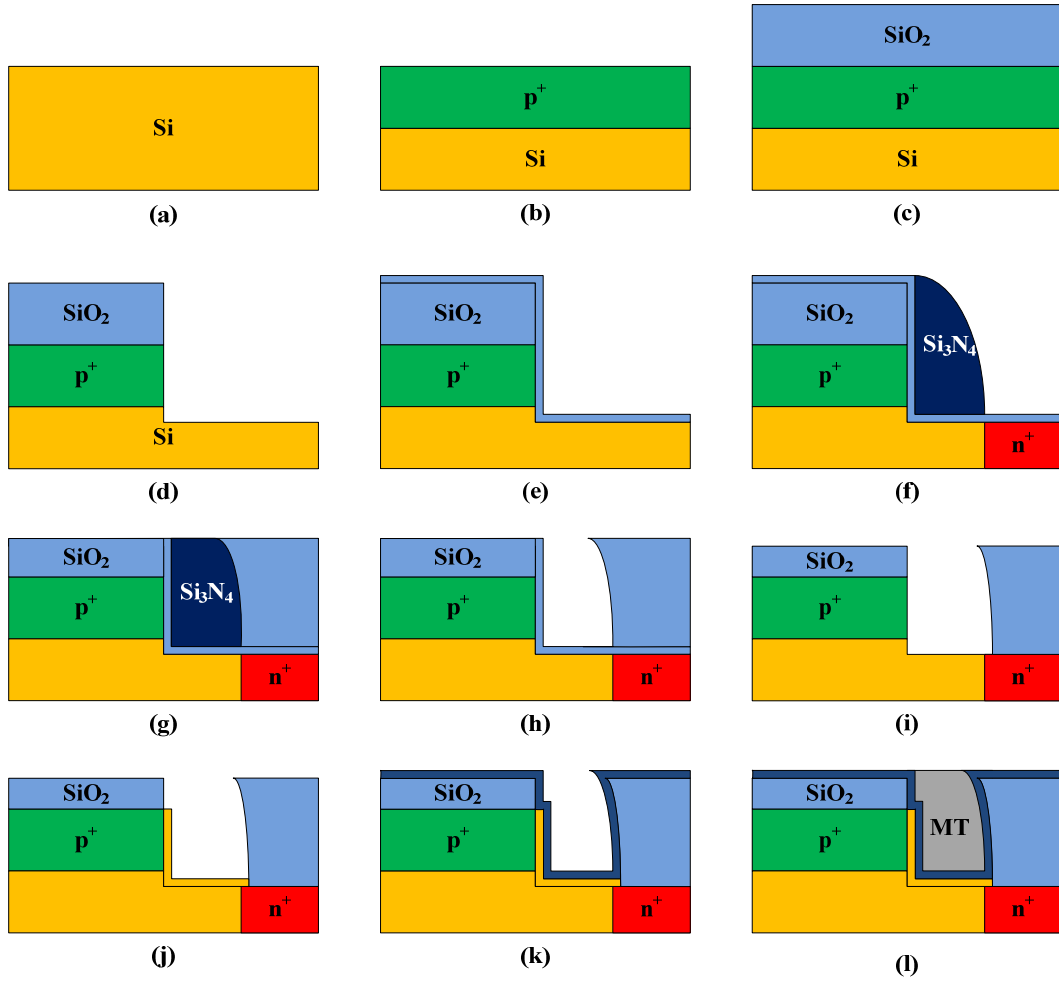 Si
(a)
p⁺
Si
(b)
SiO₂
p⁺
Si
(c)
SiO₂
p⁺
Si
(d)
SiO₂
p⁺
(e)
SiO₂
p⁺
Si₃N₄
n⁺
(f)
SiO₂
p⁺
Si₃N₄
n⁺
(g)
SiO₂
p⁺
n⁺
(h)
SiO₂
p⁺
n⁺
(i)
SiO₂
p⁺
n⁺
(j)
SiO₂
p⁺
n⁺
(k)
SiO₂
p⁺
MT
n⁺
(l)